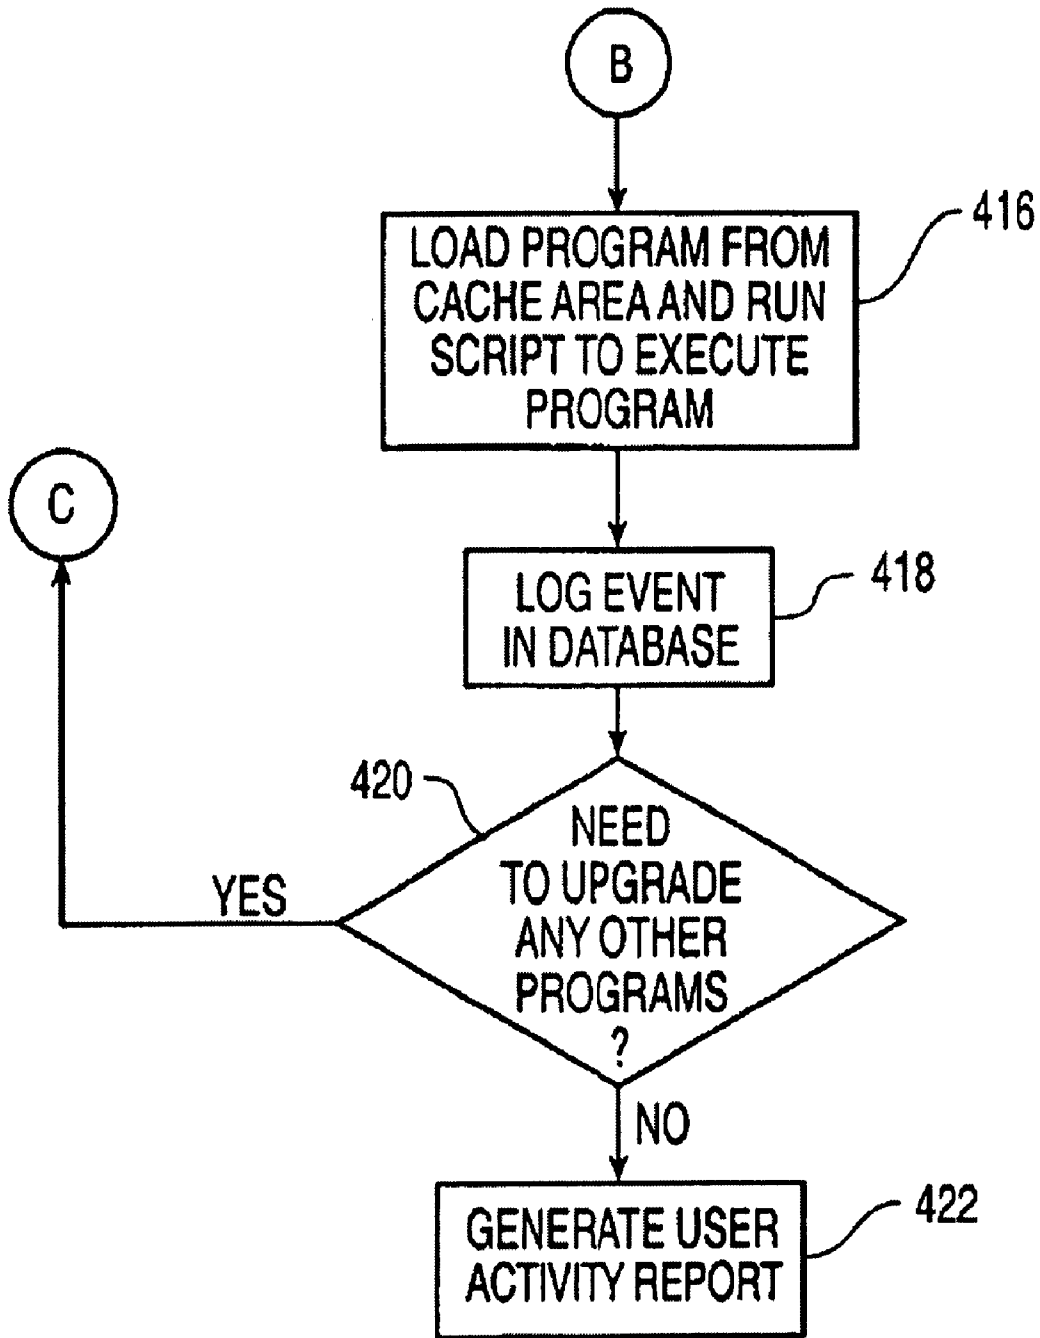 B
LOAD PROGRAM FROM
CACHE AREA AND RUN
SCRIPT TO EXECUTE
PROGRAM
416
C
LOG EVENT
IN DATABASE
418
420
NEED
TO UPGRADE
ANY OTHER
PROGRAMS
?
YES
NO
GENERATE USER
ACTIVITY REPORT
422